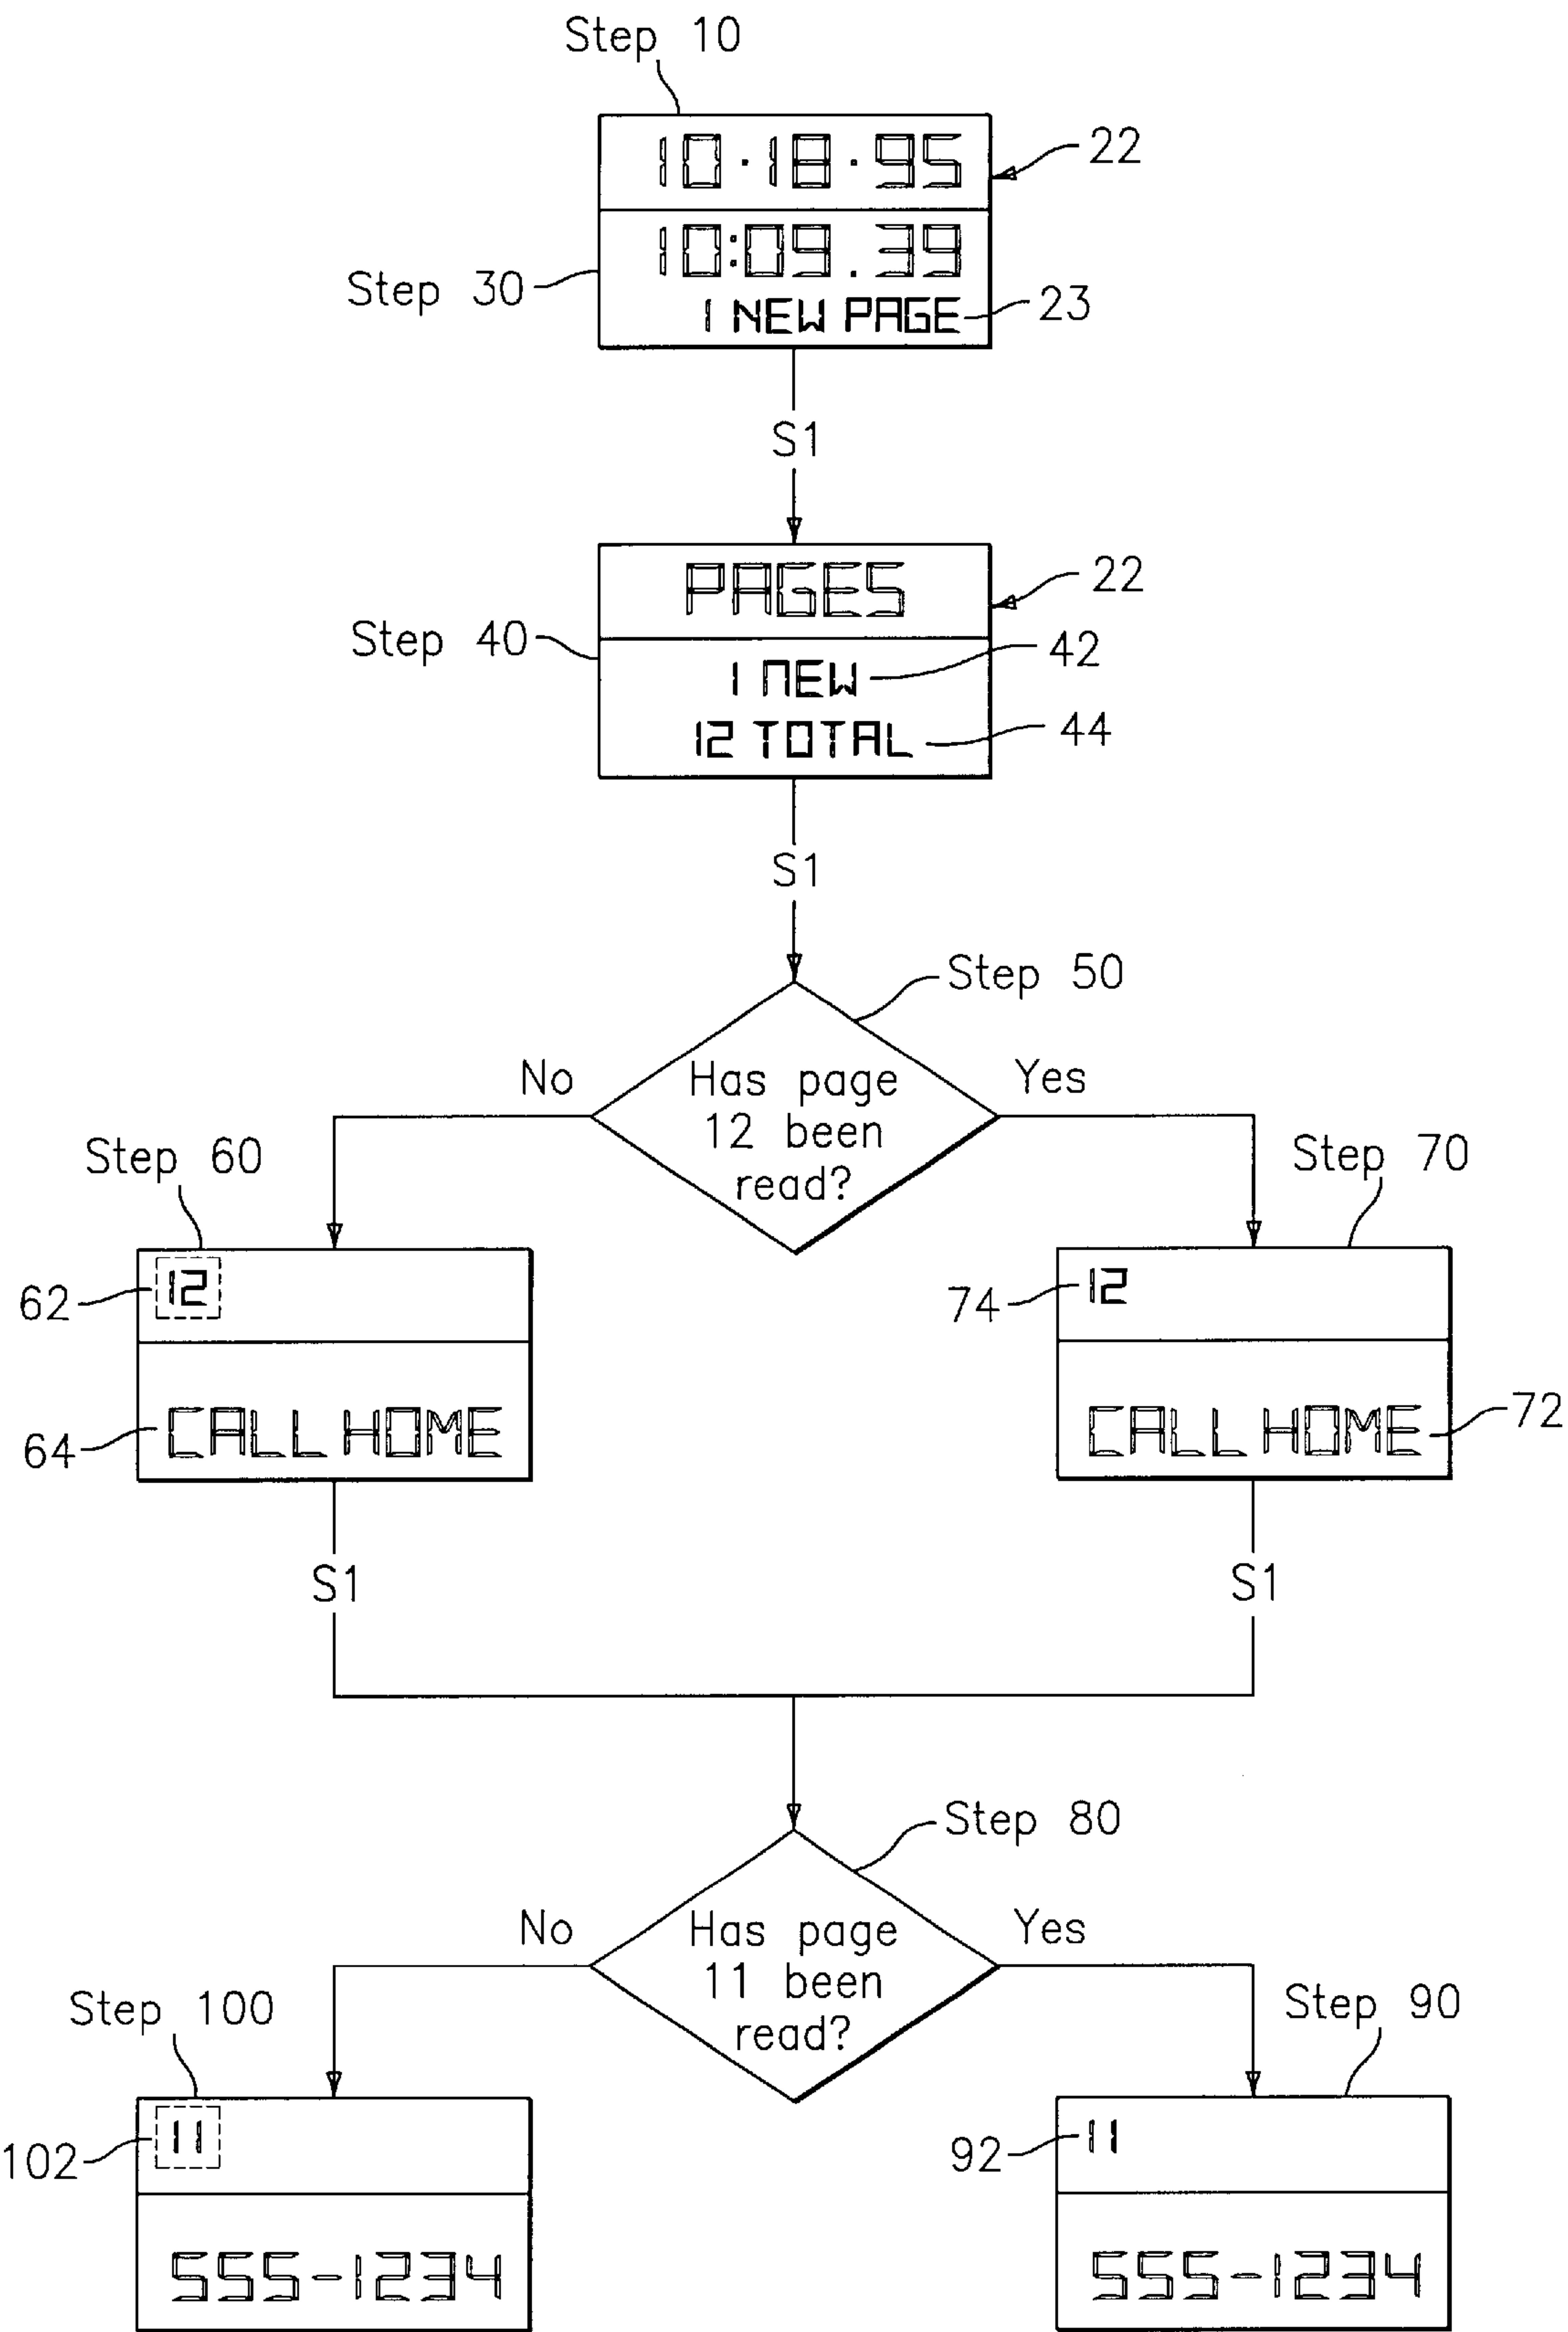 Step 10
10·18·95
22
10:09.39
Step 30
1 NEW PAGE
23
S1
PAGES
22
Step 40
1 NEW
42
12 TOTAL
44
S1
Step 50
No
Has page
12 been
read?
Yes
Step 60
Step 70
62
12
74
12
64
CALL HOME
CALL HOME
72
S1
S1
Step 80
No
Has page
11 been
read?
Yes
Step 100
Step 90
102
11
92
11
555-1234
555-1234